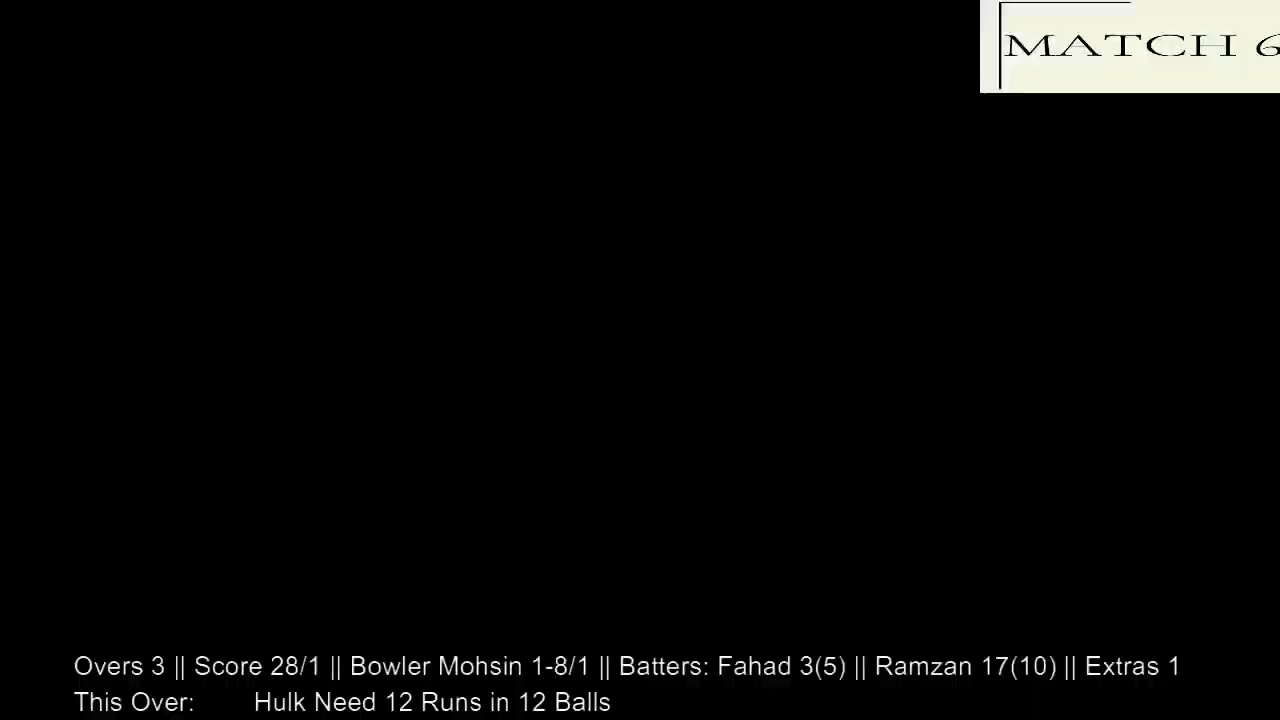 MATCH 6
Overs 3 || Score 28/1 || Bowler Mohsin 1-8/1 || Batters: Fahad 3(5) || Ramzan 17(10) || Extras 1
This Over: Hulk Need 12 Runs in 12 Balls